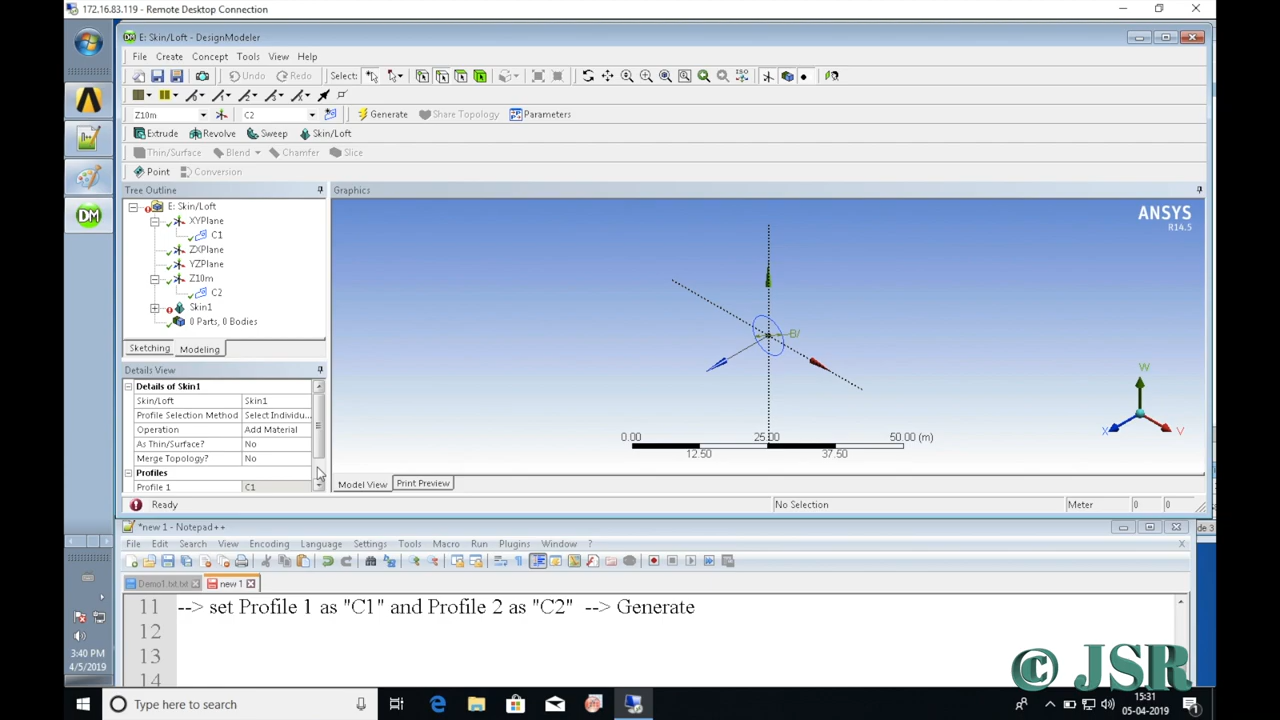 172.16.83.119 - Remote Desktop Connection
E: Skin/Loft - DesignModeler
File Create Concept Tools View Help
Undo Redo Select:
Z10m C2 Generate Share Topology Parameters
Extrude Revolve Sweep Skin/Loft
Thin/Surface Blend Chamfer Slice
Point Conversion
Tree Outline
E: Skin/Loft
XYPlane
C1
ZXPlane
YZPlane
Z10m
C2
Skin1
0 Parts, 0 Bodies
Sketching Modeling
Details View
Details of Skin1
Skin/Loft Skin1
Profile Selection Method Select Individu...
Operation Add Material
As Thin/Surface? No
Merge Topology? No
Profiles
Profile 1 C1
Graphics
ANSYS
R14.5
W
X
V
0.00 25.00 50.00 (m)
12.50 37.50
Model View Print Preview
Ready No Selection Meter 0 0
*new 1 - Notepad++
File Edit Search View Encoding Language Settings Tools Macro Run Plugins Window ? X
Demo1.txt.txt new 1
11 --> set Profile 1 as "C1" and Profile 2 as "C2" --> Generate
12
13
14
3:40 PM
4/5/2019
© JSR
Type here to search
15:31
05-04-2019